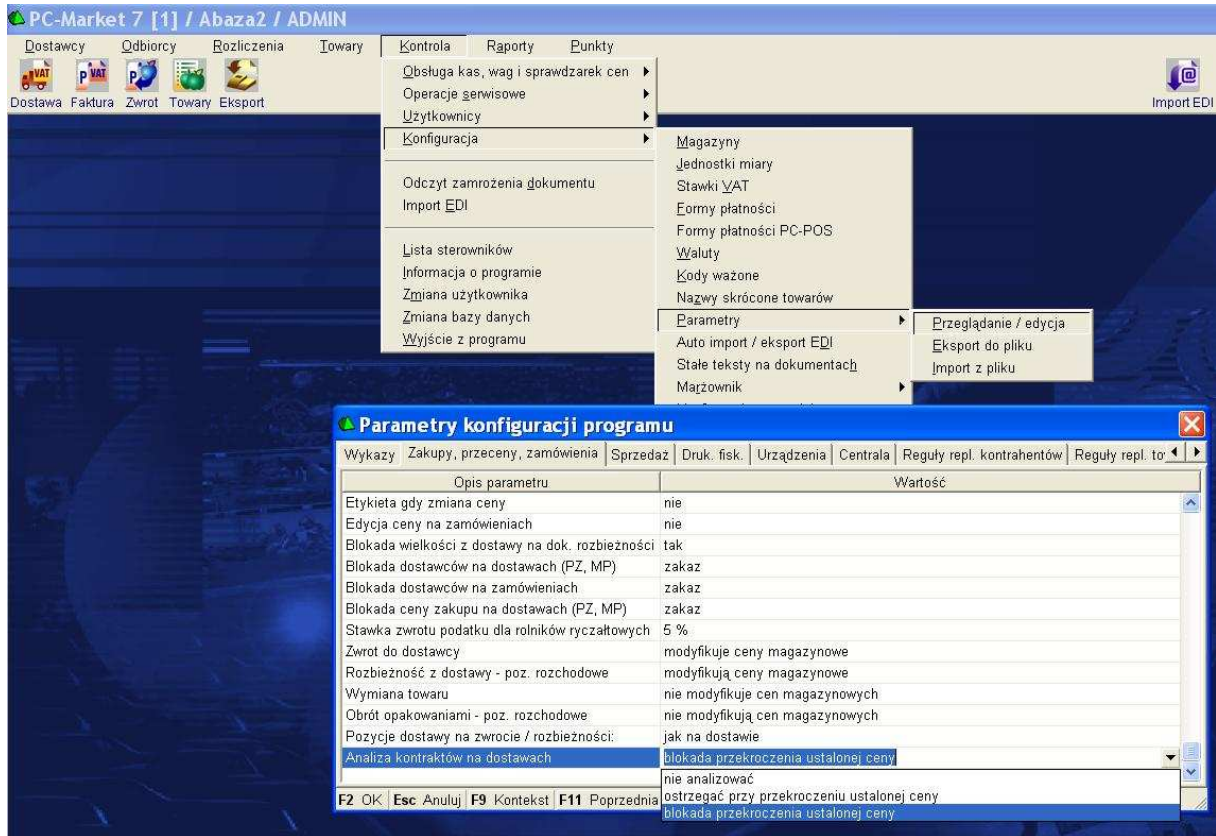 PC-Market 7 [1] / Abaza2 / ADMIN
Dostawcy Odbiorcy Rozliczenia Towary Kontrola Raporty Punkty
VAT P VAT P
Dostawa Faktura Zwrot Towary Eksport Import EDI
Obsługa kas, wag i sprawdzarek cen
Operacje serwisowe
Użytkownicy
Konfiguracja
Odczyt zamrożenia dokumentu
Import EDI
Lista sterowników
Informacja o programie
Zmiana użytkownika
Zmiana bazy danych
Wyjście z programu
Magazyny
Jednostki miary
Stawki VAT
Formy płatności
Formy płatności PC-POS
Waluty
Kody ważone
Nazwy skrócone towarów
Parametry
Auto import / eksport EDI
Stałe teksty na dokumentach
Marżownik
Przeglądanie / edycja
Eksport do pliku
Import z pliku
Parametry konfiguracji programu
Wykazy Zakupy, przeceny, zamówienia Sprzedaż Druk. fisk. Urządzenia Centrala Reguły repl. kontrahentów Reguły repl. to
Opis parametru Wartość
Etykieta gdy zmiana ceny nie
Edycja ceny na zamówieniach nie
Blokada wielkości z dostawy na dok. rozbieżności tak
Blokada dostawców na dostawach (PZ, MP) zakaz
Blokada dostawców na zamówieniach zakaz
Blokada ceny zakupu na dostawach (PZ, MP) zakaz
Stawka zwrotu podatku dla rolników ryczałtowych 5 %
Zwrot do dostawcy modyfikuje ceny magazynowe
Rozbieżność z dostawy - poz. rozchodowe modyfikują ceny magazynowe
Wymiana towaru nie modyfikuje cen magazynowych
Obrót opakowaniami - poz. rozchodowe nie modyfikują cen magazynowych
Pozycje dostawy na zwrocie / rozbieżności: jak na dostawie
Analiza kontraktów na dostawach blokada przekroczenia ustalonej ceny
nie analizować
ostrzegać przy przekroczeniu ustalonej ceny
blokada przekroczenia ustalonej ceny
F2 OK Esc Anuluj F9 Kontekst F11 Poprzednia